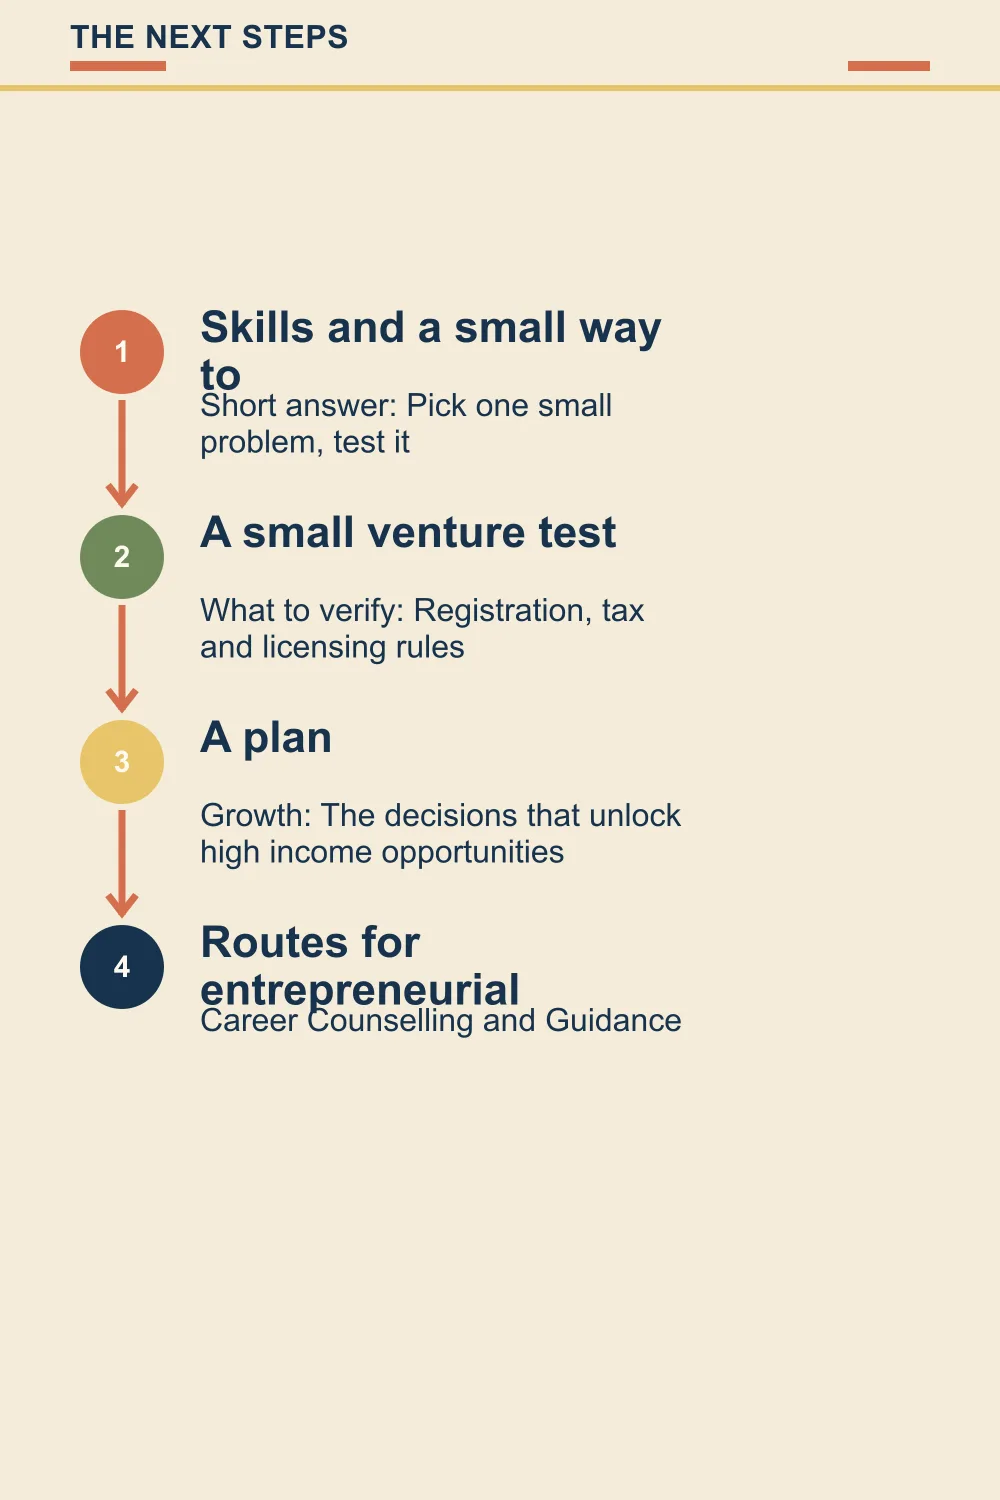 THE NEXT STEPS
1
Skills and a small way
to
Short answer: Pick one small
problem, test it
2
A small venture test
What to verify: Registration, tax
and licensing rules
3
A plan
Growth: The decisions that unlock
high income opportunities
4
Routes for
entrepreneurial
Career Counselling and Guidance